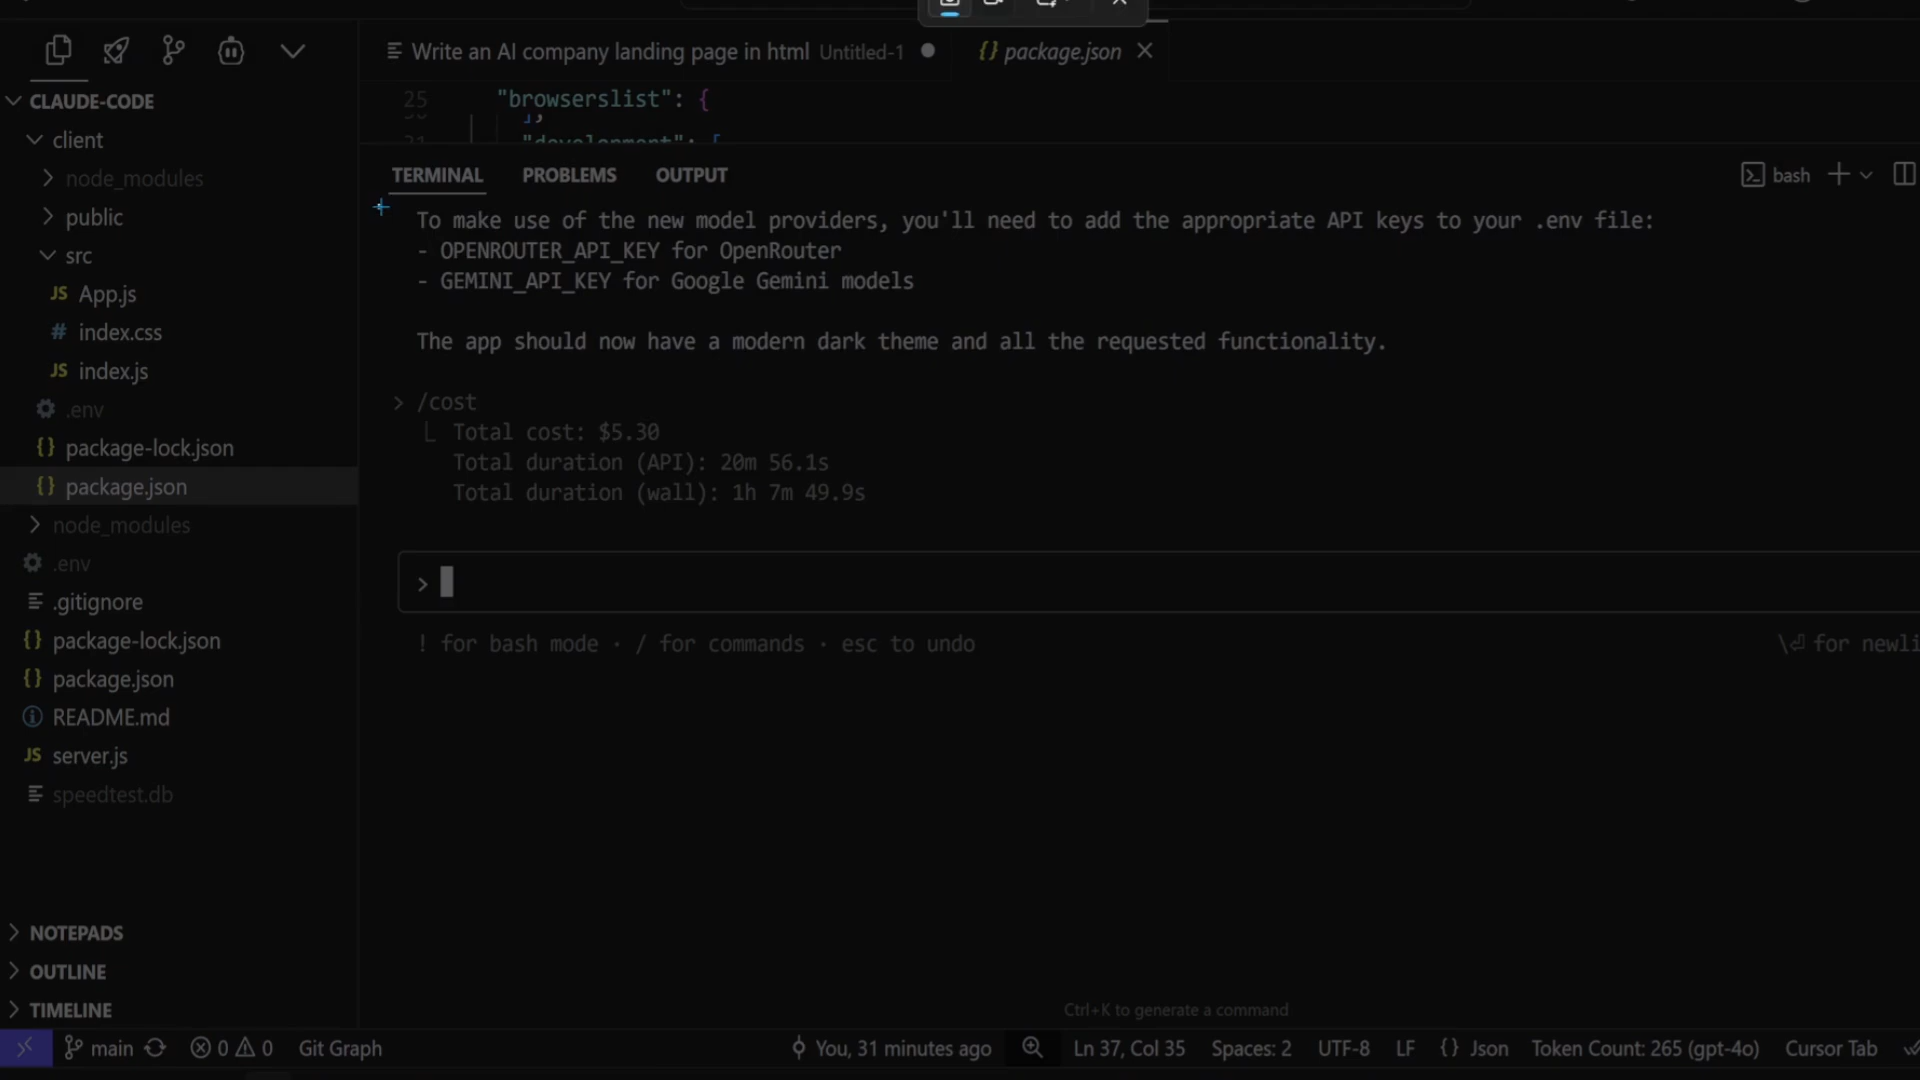 Write an AI company landing page in html Untitled-1
{} package.json
CLAUDE-CODE
client
node_modules
public
src
JS App.js
# index.css
JS index.js
.env
{} package-lock.json
{} package.json
node_modules
.env
.gitignore
{} package-lock.json
{} package.json
README.md
JS server.js
speedtest.db
NOTEPADS
OUTLINE
TIMELINE
25 "browserslist": {
],
31 "development": [
TERMINAL PROBLEMS OUTPUT
bash
To make use of the new model providers, you'll need to add the appropriate API keys to your .env file:
- OPENROUTER_API_KEY for OpenRouter
- GEMINI_API_KEY for Google Gemini models
The app should now have a modern dark theme and all the requested functionality.
> /cost
Total cost: $5.30
Total duration (API): 20m 56.1s
Total duration (wall): 1h 7m 49.9s
>
! for bash mode · / for commands · esc to undo
\⏎ for newli
Ctrl+K to generate a command
main 0 0 Git Graph You, 31 minutes ago Ln 37, Col 35 Spaces: 2 UTF-8 LF {} Json Token Count: 265 (gpt-4o) Cursor Tab